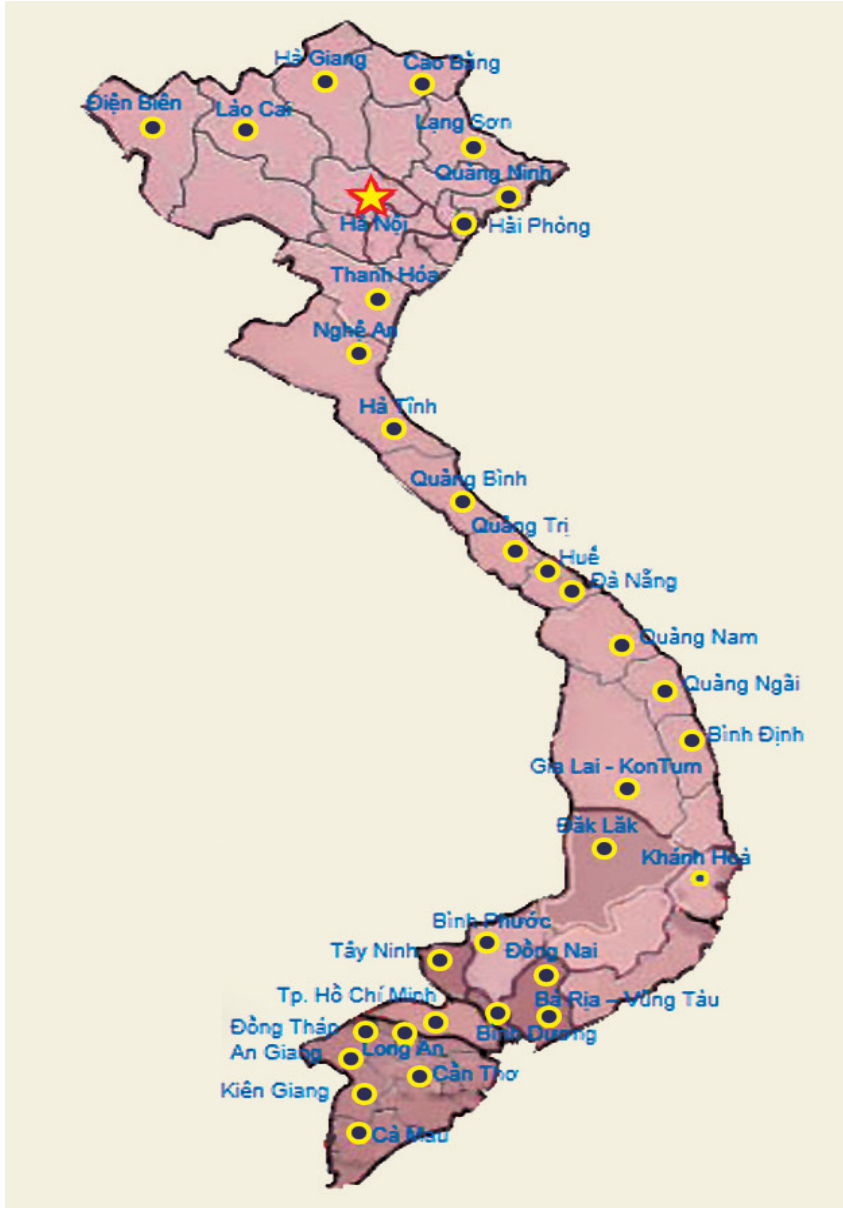 Hà Giang
Cao Bằng
Điện Biên
Lào Cai
Lạng Sơn
Quảng Ninh
Hà Nội
Hải Phòng
Thanh Hóa
Nghệ An
Hà Tĩnh
Quảng Bình
Quảng Trị
Huế
Đà Nẵng
Quảng Nam
Quảng Ngãi
Bình Định
Gia Lai - KonTum
Đăk Lăk
Khánh Hoà
Bình Phước
Tây Ninh
Đồng Nai
Tp. Hồ Chí Minh
Bà Rịa – Vũng Tàu
Đồng Tháp
Bình Dương
Long An
An Giang
Cần Thơ
Kiên Giang
Cà Mau